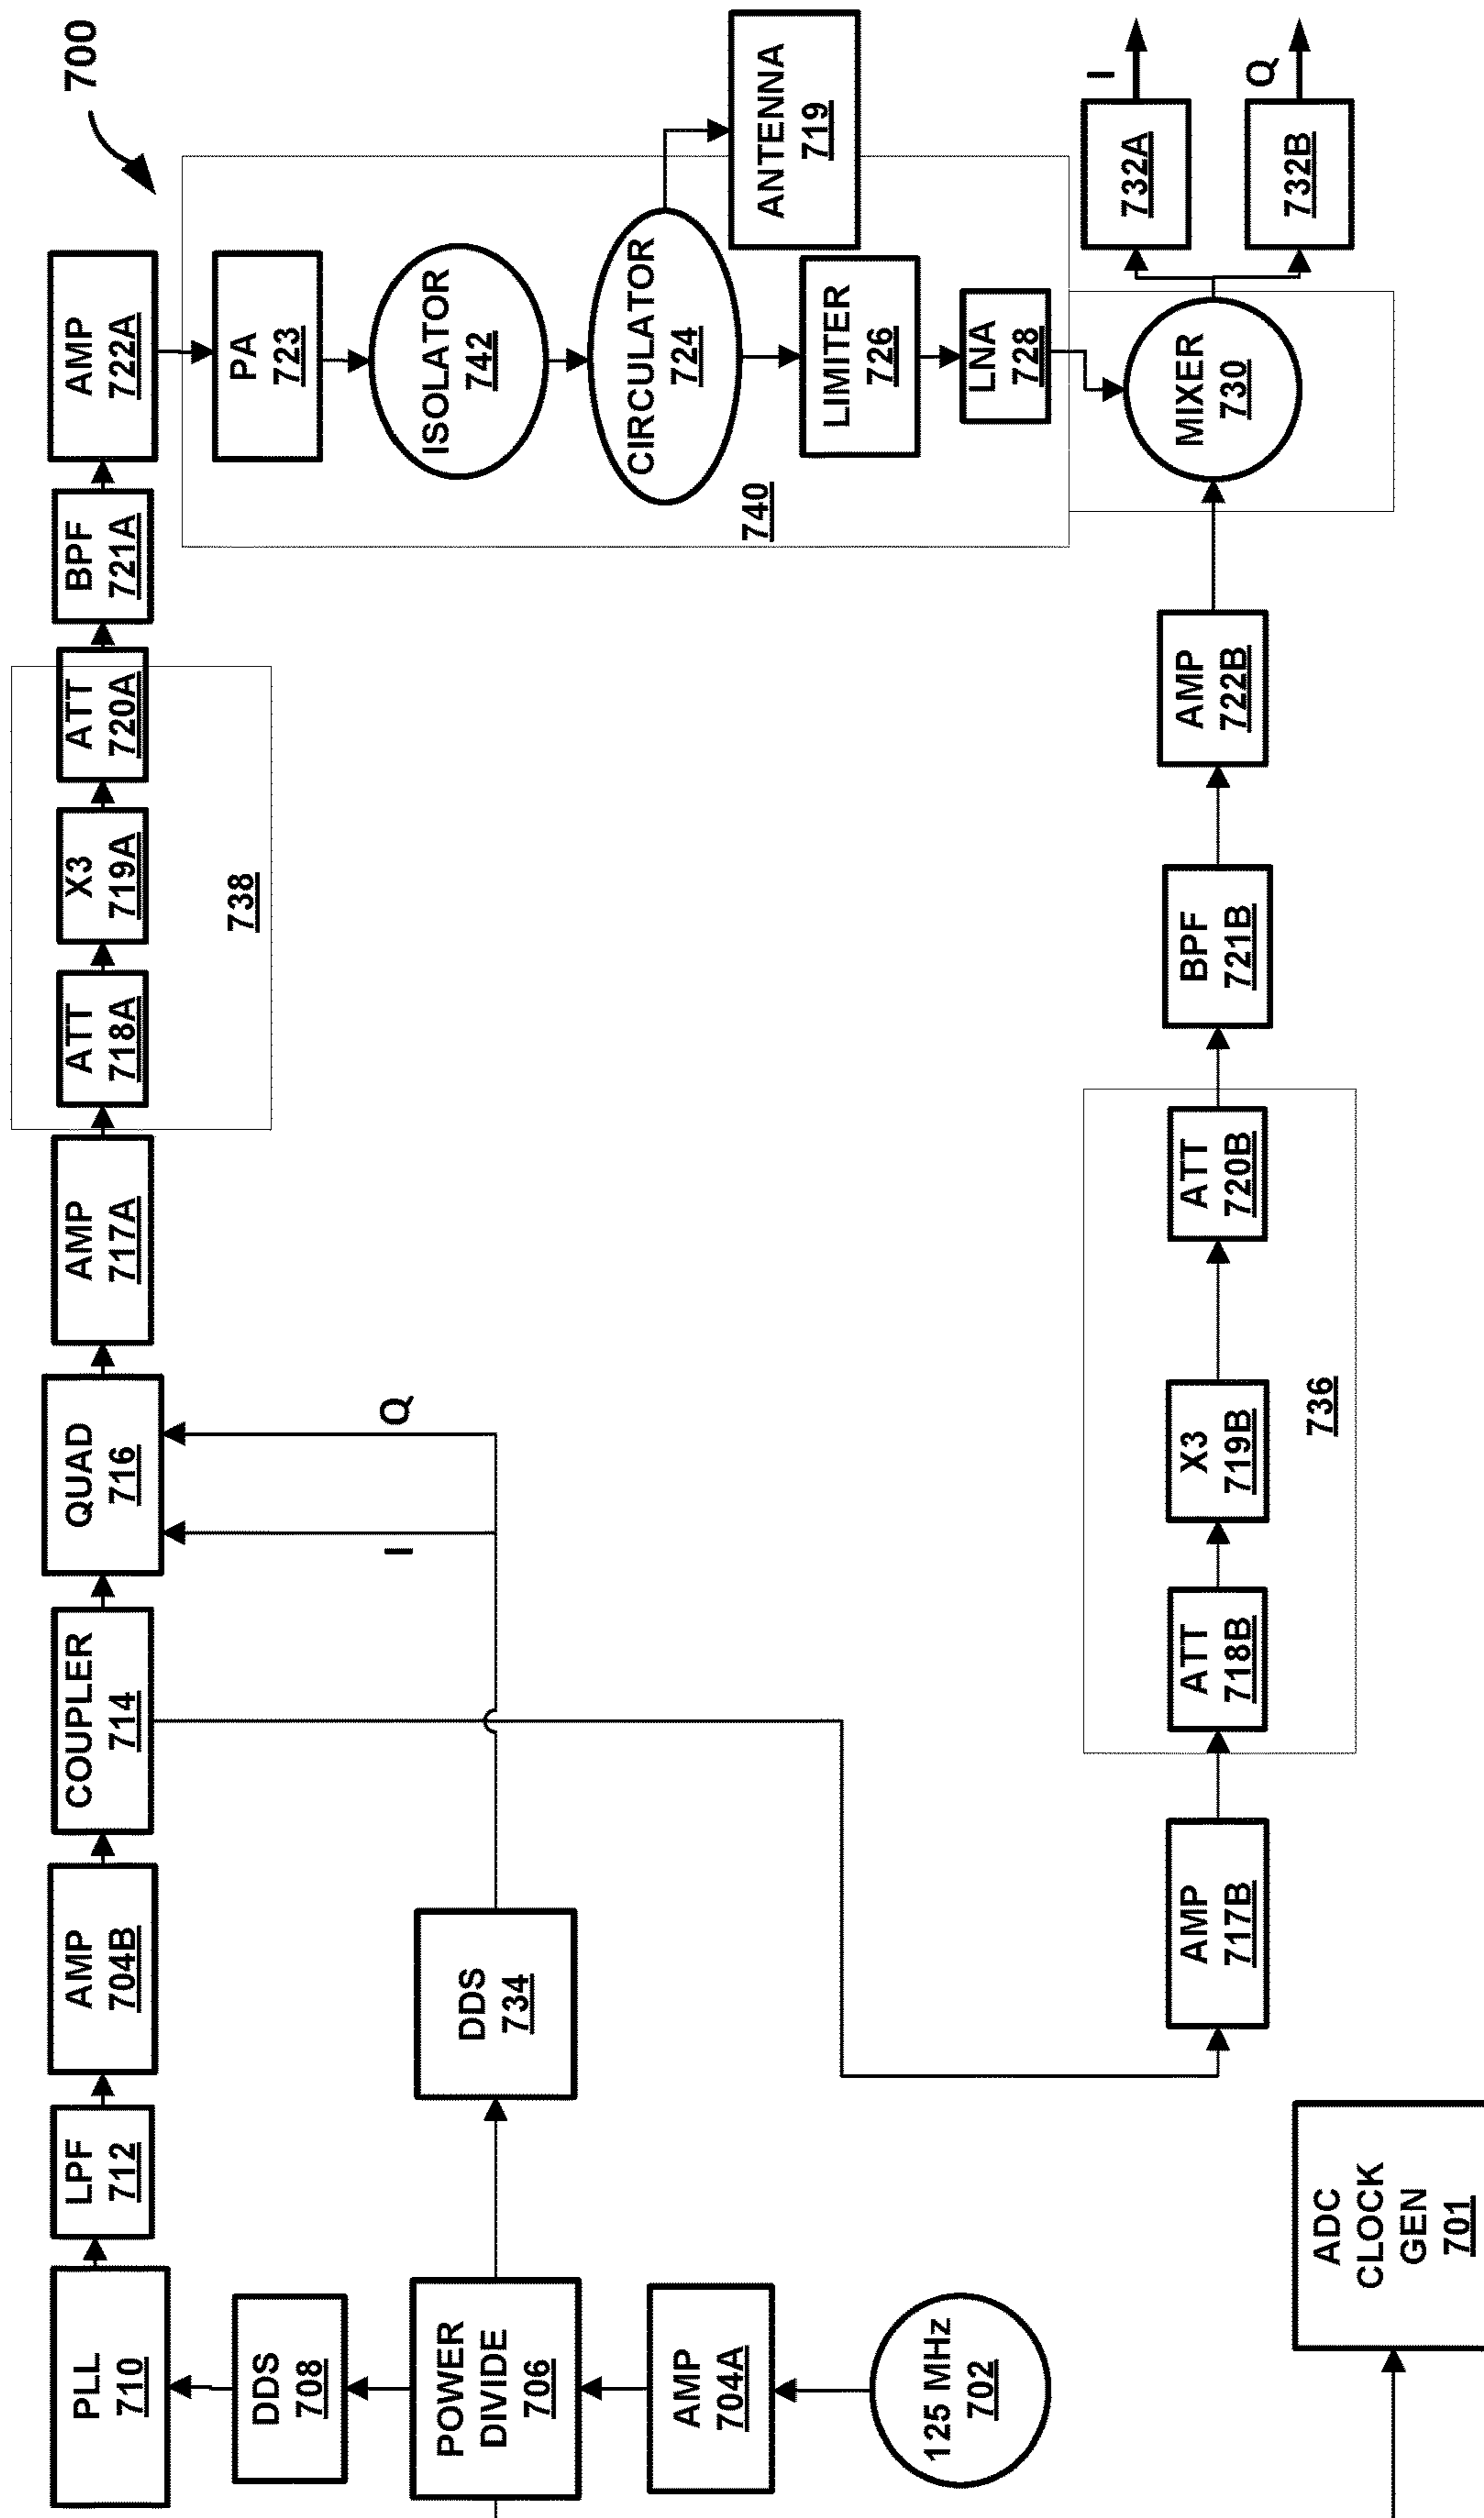 700
PLL
710
LPF
712
AMP
704B
COUPLER
714
QUAD
716
AMP
717A
ATT
718A
X3
719A
ATT
720A
BPF
721A
AMP
722A
738
DDS
708
PA
723
I
Q
POWER
DIVIDE
706
DDS
734
ISOLATOR
742
CIRCULATOR
724
ANTENNA
719
740
AMP
704A
LIMITER
726
125 MHz
702
LNA
728
AMP
717B
ATT
718B
X3
719B
ATT
720B
736
BPF
721B
AMP
722B
MIXER
730
732A
I
732B
Q
ADC
CLOCK
GEN
701